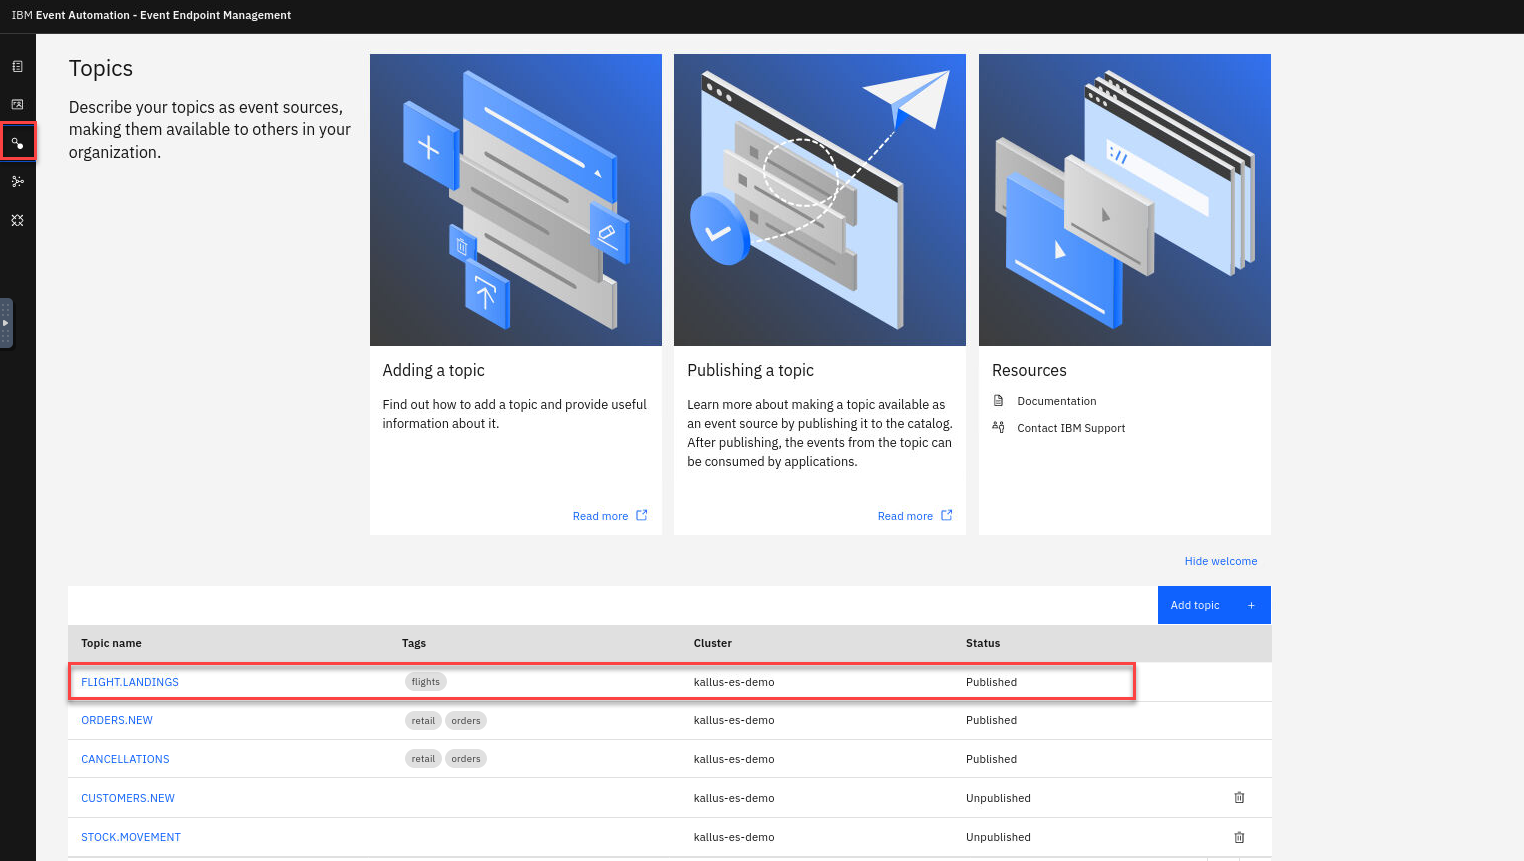 IBM Event Automation - Event Endpoint Management
Topics
Describe your topics as event sources,
making them available to others in your
organization.
Adding a topic
Find out how to add a topic and provide useful
information about it.
Read more
Publishing a topic
Learn more about making a topic available as
an event source by publishing it to the catalog.
After publishing, the events from the topic can
be consumed by applications.
Read more
Resources
Documentation
Contact IBM Support
Hide welcome
Add topic +
Topic name Tags Cluster Status
FLIGHT.LANDINGS flights kallus-es-demo Published
ORDERS.NEW retail orders kallus-es-demo Published
CANCELLATIONS retail orders kallus-es-demo Published
CUSTOMERS.NEW kallus-es-demo Unpublished
STOCK.MOVEMENT kallus-es-demo Unpublished